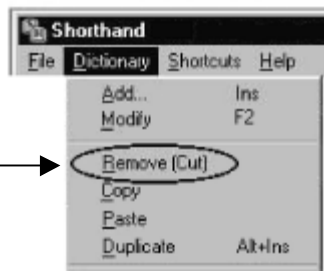 Shorthand
File Dictionary Shortcuts Help
Add... Ins
Modify F2
Remove (Cut)
Copy
Paste
Duplicate Alt+Ins